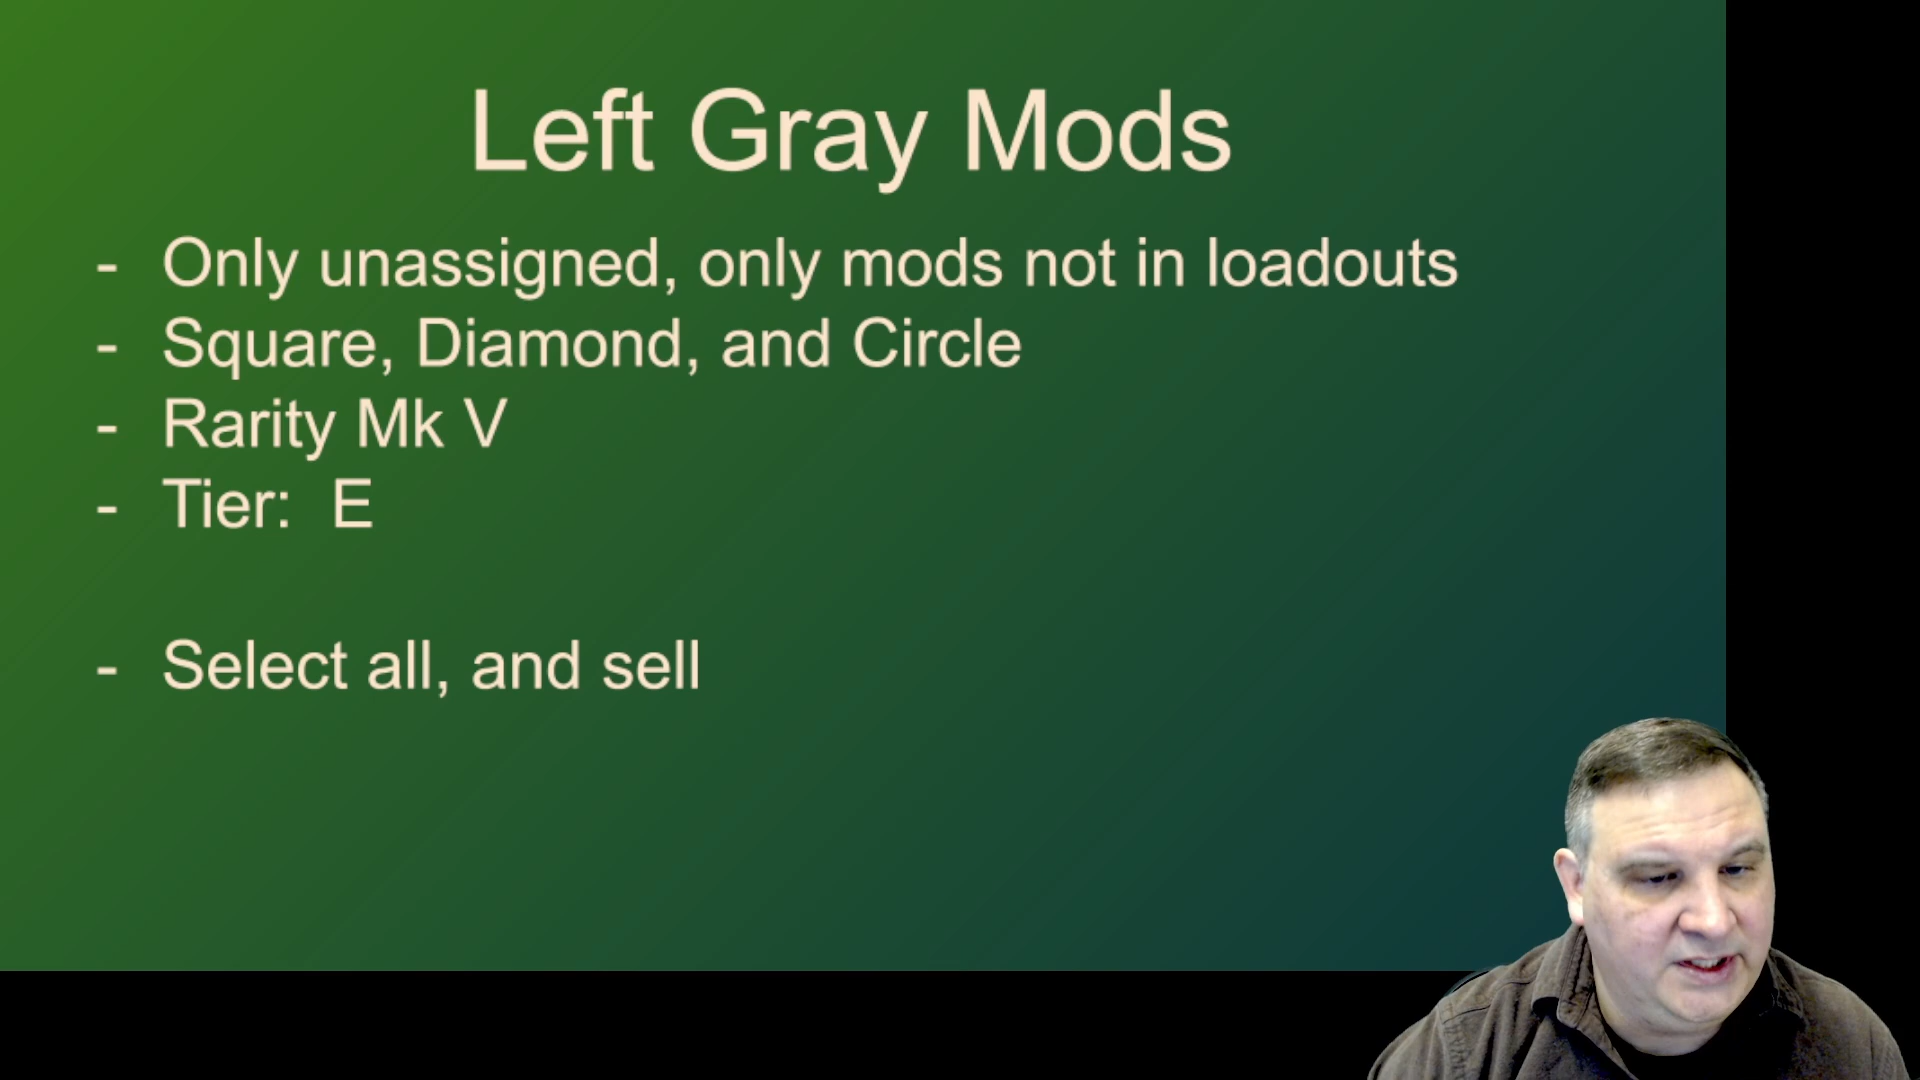 Left Gray Mods
- Only unassigned, only mods not in loadouts
- Square, Diamond, and Circle
- Rarity Mk V
- Tier:  E
- Select all, and sell